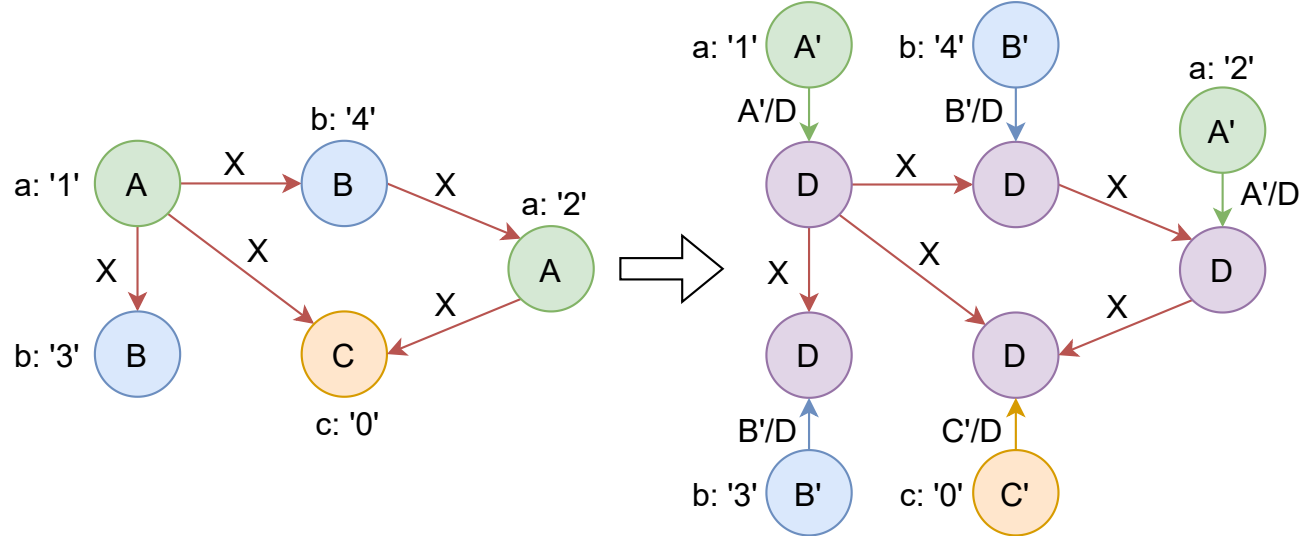 b: '4'
a: '1'
A
X
B
X
a: '2'
A
X
X
X
b: '3'
B
C
c: '0'
a: '1'
A'
b: '4'
B'
a: '2'
A'
A'/D
B'/D
A'/D
D
X
D
X
D
X
X
X
D
D
B'/D
C'/D
b: '3'
B'
c: '0'
C'